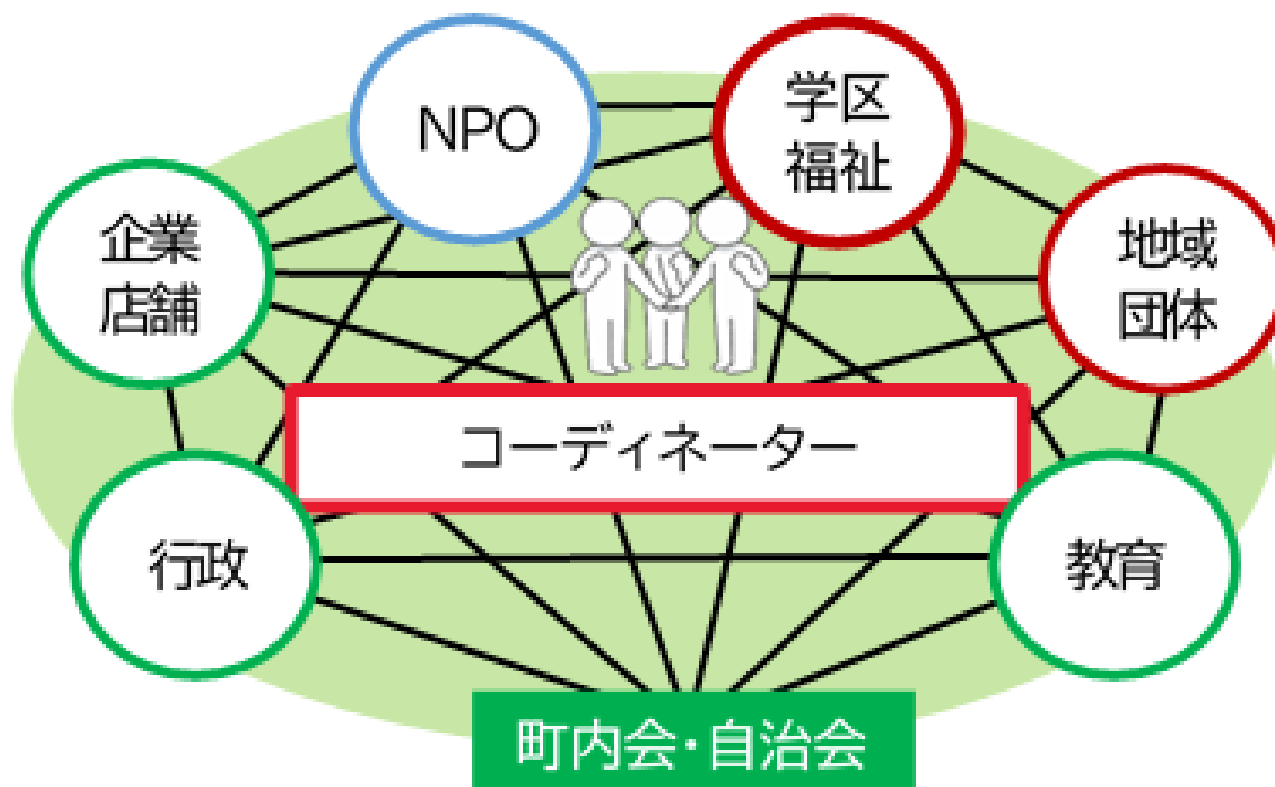 NPO
学区
福祉
企業
店舗
地域
団体
コーディネーター
行政
教育
町内会・自治会